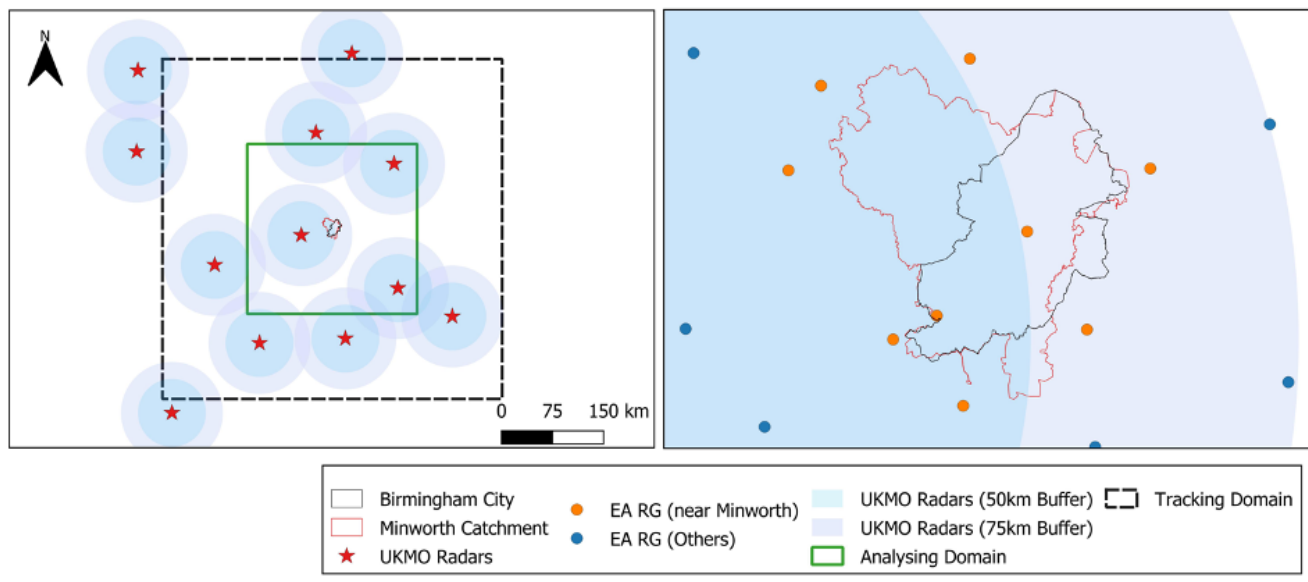 N
0 75 150 km
Birmingham City
Minworth Catchment
UKMO Radars
EA RG (near Minworth)
EA RG (Others)
UKMO Radars (50km Buffer)
UKMO Radars (75km Buffer)
Analysing Domain
Tracking Domain